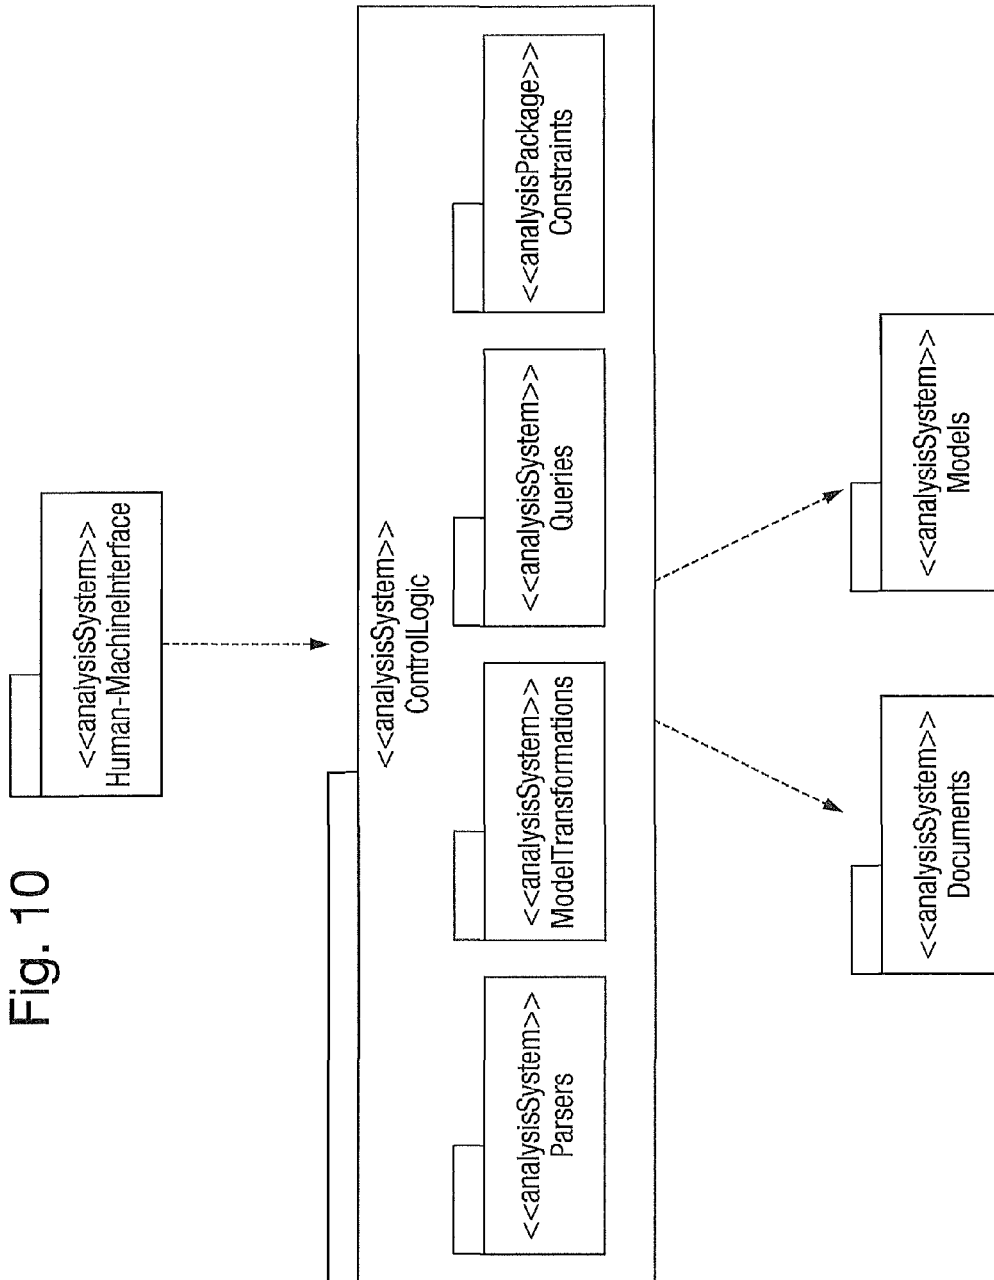 Fig. 10
<<analysisSystem>>
Human-MachineInterface
<<analysisSystem>>
ControlLogic
<<analysisSystem>>
Parsers
<<analysisSystem>>
ModelTransformations
<<analysisSystem>>
Queries
<<analysisPackage>>
Constraints
<<analysisSystem>>
Documents
<<analysisSystem>>
Models